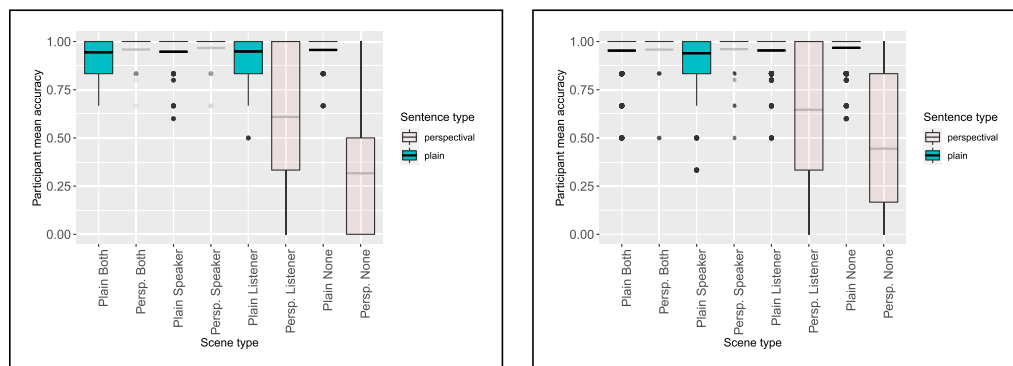 1.00
0.75
0.50
0.25
0.00
Participant mean accuracy
Plain Both
Persp. Both
Plain Speaker
Persp. Speaker
Plain Listener
Persp. Listener
Plain None
Persp. None
Scene type
Sentence type
perspectival
plain
1.00
0.75
0.50
0.25
0.00
Participant mean accuracy
Plain Both
Persp. Both
Plain Speaker
Persp. Speaker
Plain Listener
Persp. Listener
Plain None
Persp. None
Scene type
Sentence type
perspectival
plain